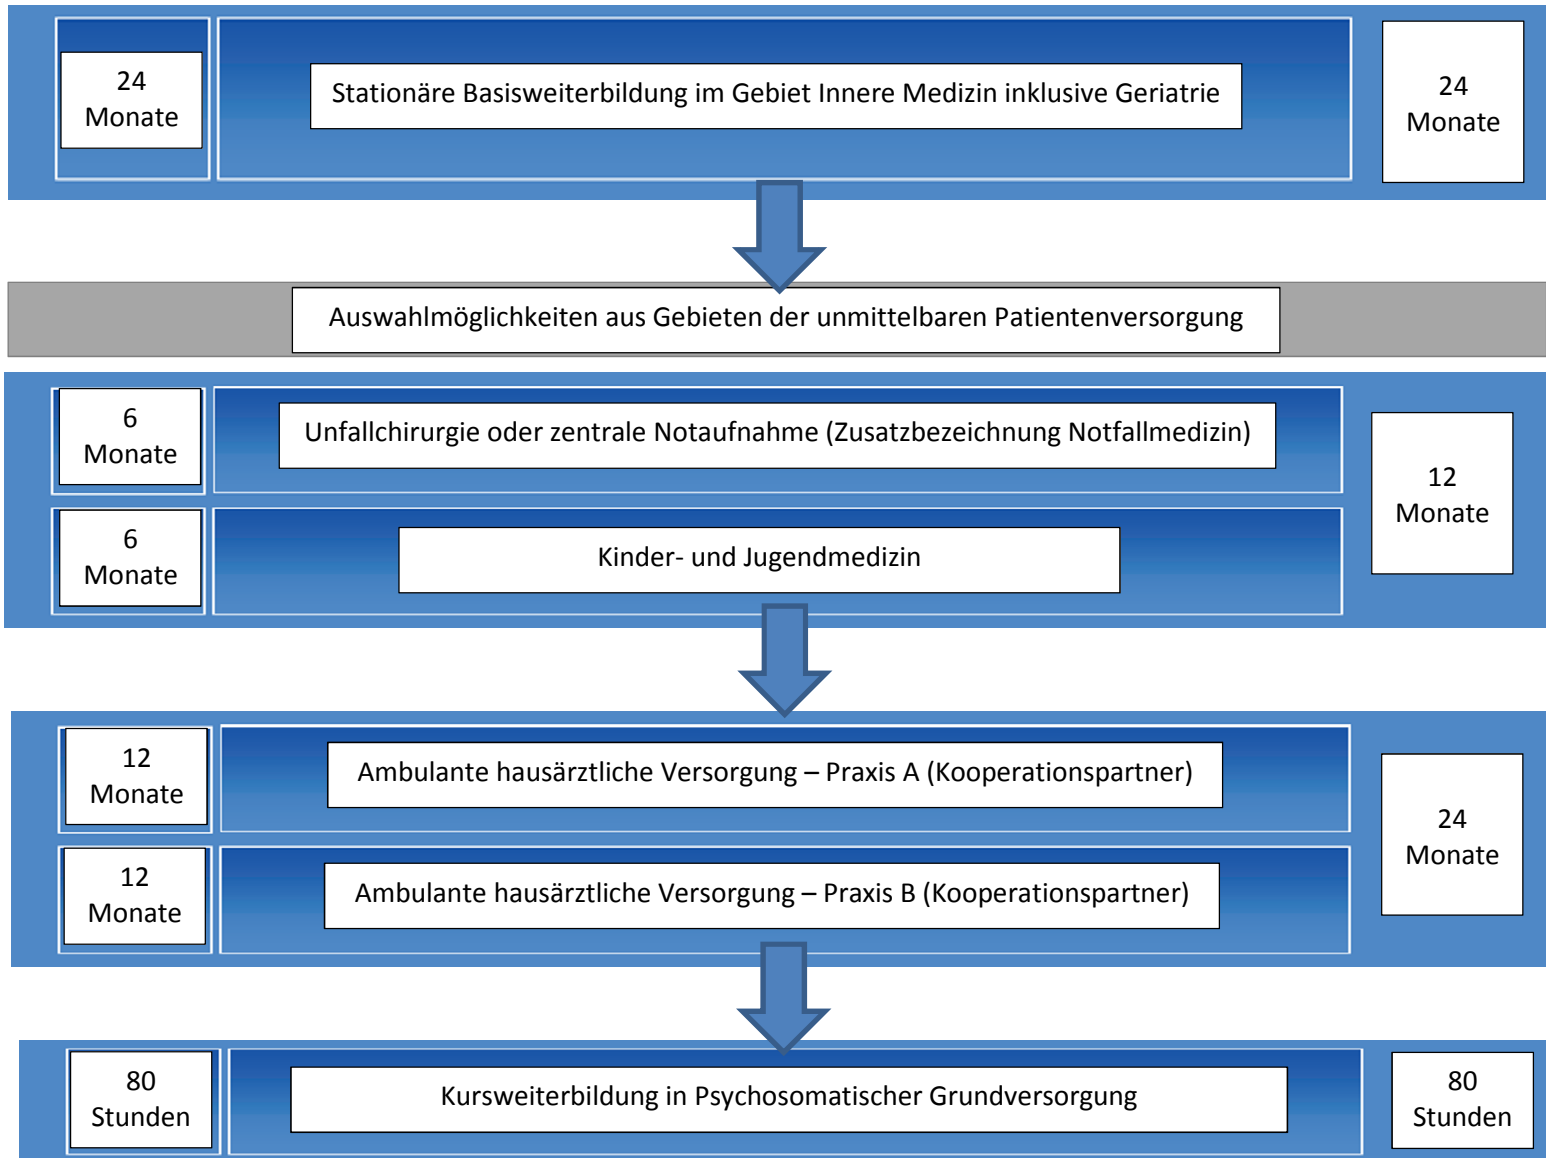 24
Monate
Stationäre Basisweiterbildung im Gebiet Innere Medizin inklusive Geriatrie
24
Monate
Auswahlmöglichkeiten aus Gebieten der unmittelbaren Patientenversorgung
6
Monate
Unfallchirurgie oder zentrale Notaufnahme (Zusatzbezeichnung Notfallmedizin)
6
Monate
Kinder- und Jugendmedizin
12
Monate
12
Monate
Ambulante hausärztliche Versorgung – Praxis A (Kooperationspartner)
12
Monate
Ambulante hausärztliche Versorgung – Praxis B (Kooperationspartner)
24
Monate
80
Stunden
Kursweiterbildung in Psychosomatischer Grundversorgung
80
Stunden